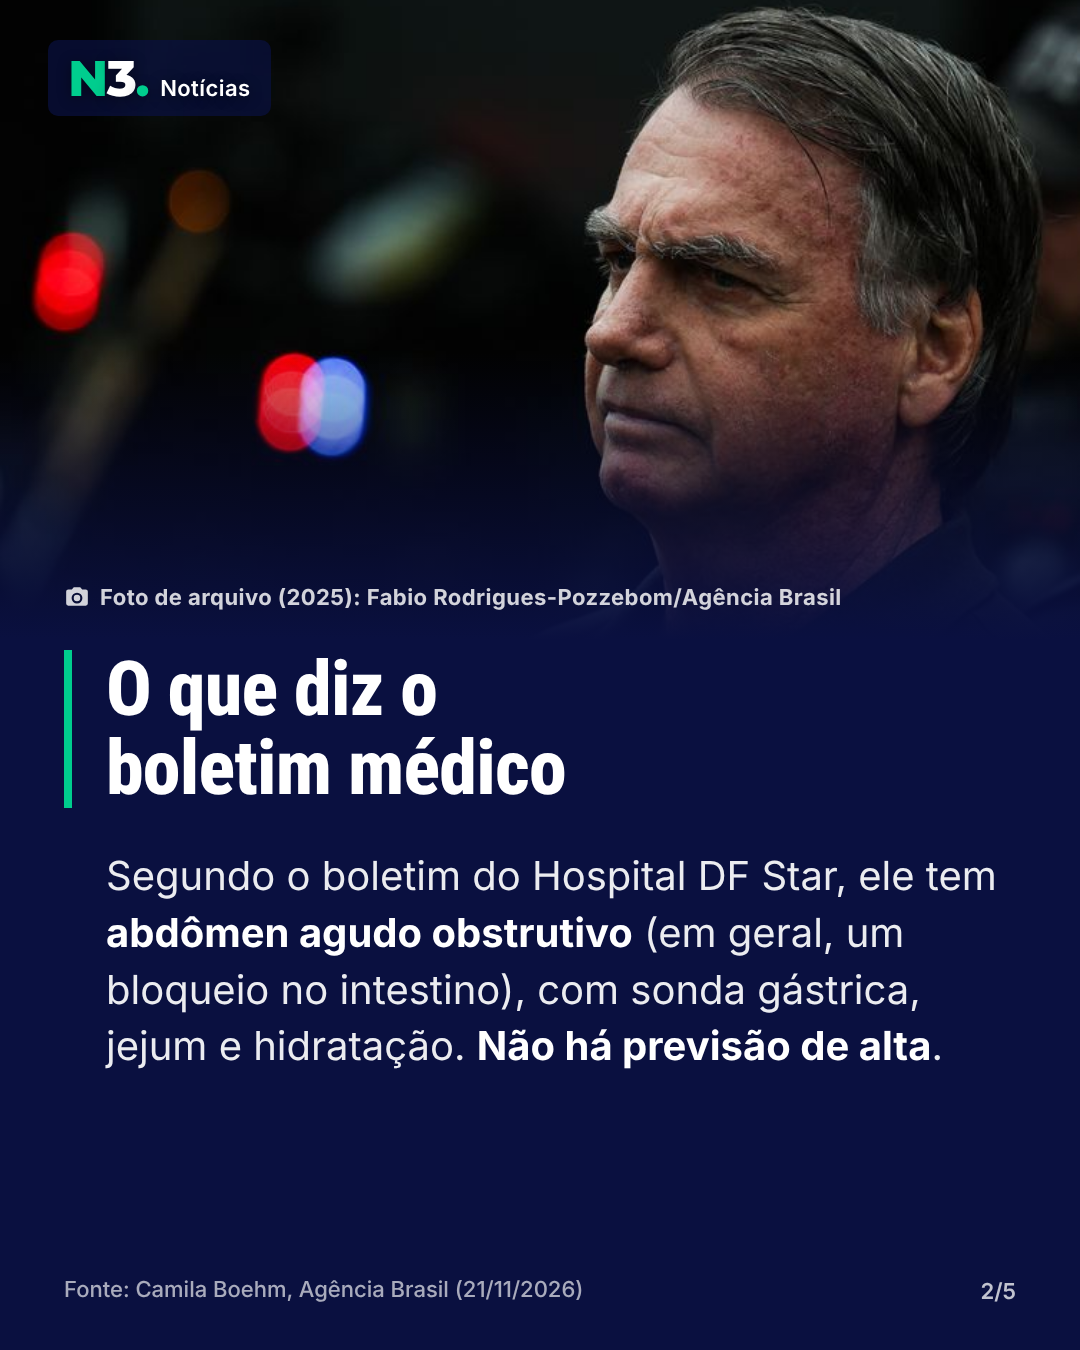 N3. Notícias
Foto de arquivo (2025): Fabio Rodrigues-Pozzebom/Agência Brasil
O que diz o
boletim médico
Segundo o boletim do Hospital DF Star, ele tem
abdômen agudo obstrutivo (em geral, um
bloqueio no intestino), com sonda gástrica,
jejum e hidratação. Não há previsão de alta.
Fonte: Camila Boehm, Agência Brasil (21/11/2026)
2/5